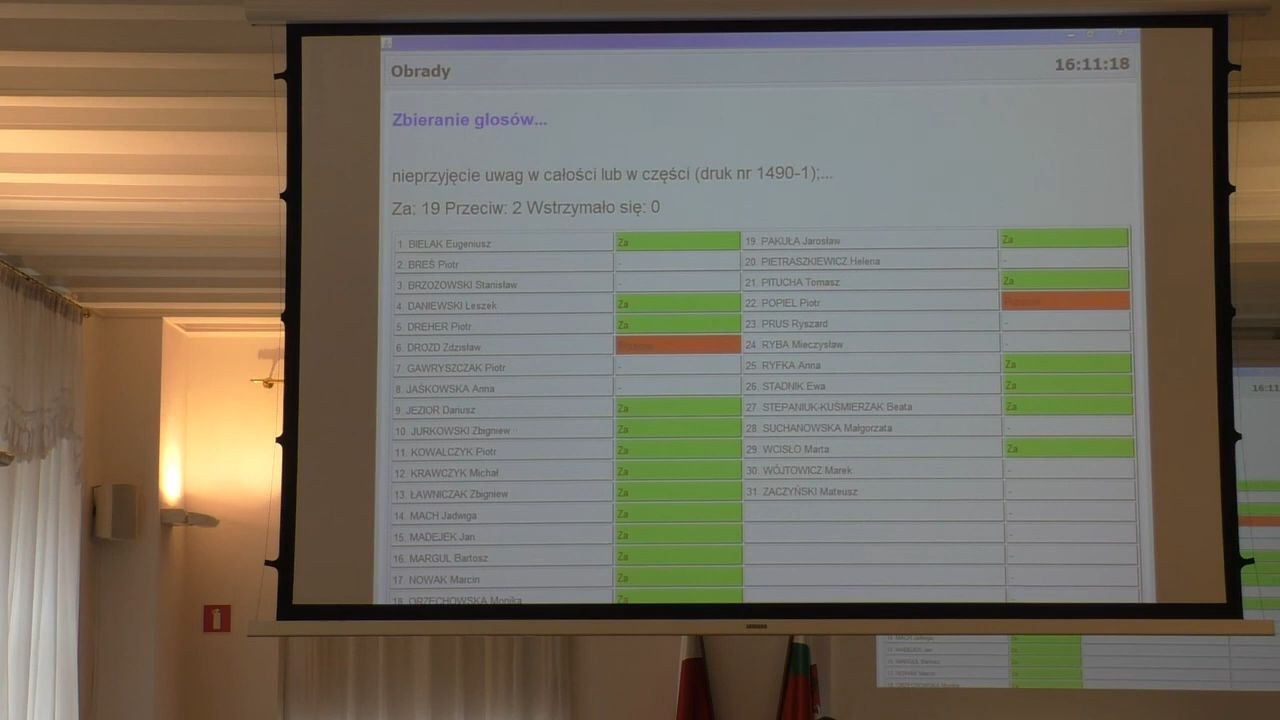 Obrady
16:11:18
Zbieranie glosów...
nieprzyjęcie uwag w całości lub w części (druk nr 1490-1);...
Za: 19 Przeciw: 2 Wstrzymało się: 0
1. BIELAK Eugeniusz Za
2. BREŚ Piotr -
3. BRZOZOWSKI Stanisław -
4. DANIEWSKI Leszek Za
5. DREHER Piotr Za
6. DROZD Zdzisław Przeciw
7. GAWRYSZCZAK Piotr -
8. JAŚKOWSKA Anna -
9. JEZIOR Dariusz Za
10. JURKOWSKI Zbigniew Za
11. KOWALCZYK Piotr Za
12. KRAWCZYK Michał Za
13. ŁAWNICZAK Zbigniew Za
14. MACH Jadwiga Za
15. MADEJEK Jan Za
16. MARGUL Bartosz Za
17. NOWAK Marcin Za
18. ORZECHOWSKA Monika Za
19. PAKUŁA Jarosław Za
20. PIETRASZKIEWICZ Helena -
21. PITUCHA Tomasz Za
22. POPIEL Piotr Przeciw
23. PRUS Ryszard -
24. RYBA Mieczysław -
25. RYFKA Anna Za
26. STADNIK Ewa Za
27. STEPANIUK-KUŚMIERZAK Beata Za
28. SUCHANOWSKA Małgorzata -
29. WCISŁO Marta Za
30. WÓJTOWICZ Marek -
31. ZACZYŃSKI Mateusz -